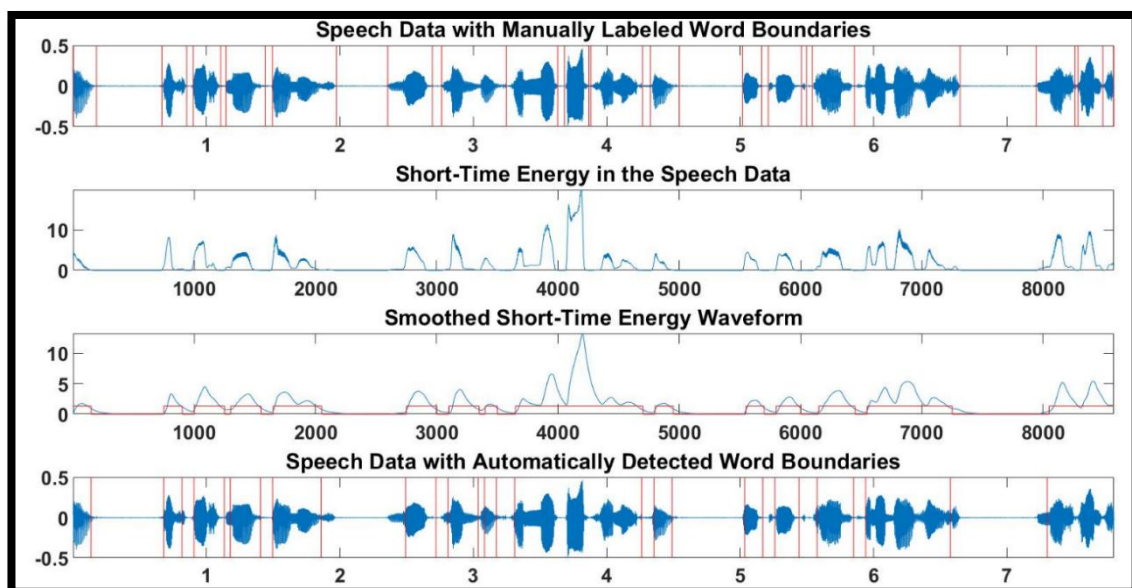 Speech Data with Manually Labeled Word Boundaries
0.5
0
-0.5
1 2 3 4 5 6 7
Short-Time Energy in the Speech Data
10
0
1000 2000 3000 4000 5000 6000 7000 8000
Smoothed Short-Time Energy Waveform
10
5
0
1000 2000 3000 4000 5000 6000 7000 8000
Speech Data with Automatically Detected Word Boundaries
0.5
0
-0.5
1 2 3 4 5 6 7